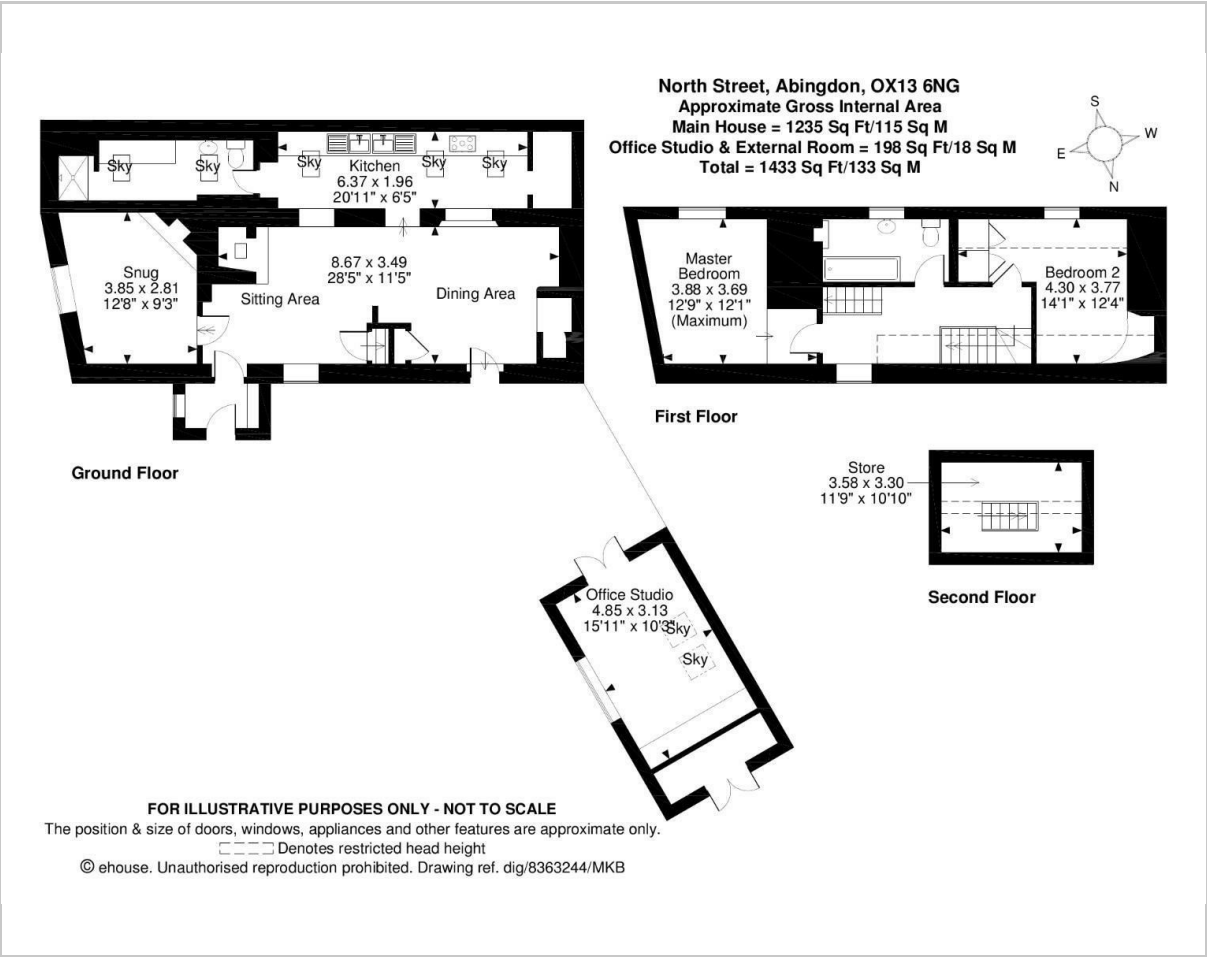 North Street, Abingdon, OX13 6NG
Approximate Gross Internal Area
Main House = 1235 Sq Ft/115 Sq M
Office Studio & External Room = 198 Sq Ft/18 Sq M
Total = 1433 Sq Ft/133 Sq M
S
W
E
N
Sky
Sky
Sky
Sky
Sky
Kitchen
6.37 x 1.96
20'11" x 6'5"
Snug
3.85 x 2.81
12'8" x 9'3"
8.67 x 3.49
28'5" x 11'5"
Sitting Area
Dining Area
Ground Floor
Master
Bedroom
3.88 x 3.69
12'9" x 12'1"
(Maximum)
Bedroom 2
4.30 x 3.77
14'1" x 12'4"
First Floor
Store
3.58 x 3.30
11'9" x 10'10"
Second Floor
Office Studio
4.85 x 3.13
15'11" x 10'3"
Sky
Sky
FOR ILLUSTRATIVE PURPOSES ONLY - NOT TO SCALE
The position & size of doors, windows, appliances and other features are approximate only.
Denotes restricted head height
© ehouse. Unauthorised reproduction prohibited. Drawing ref. dig/8363244/MKB